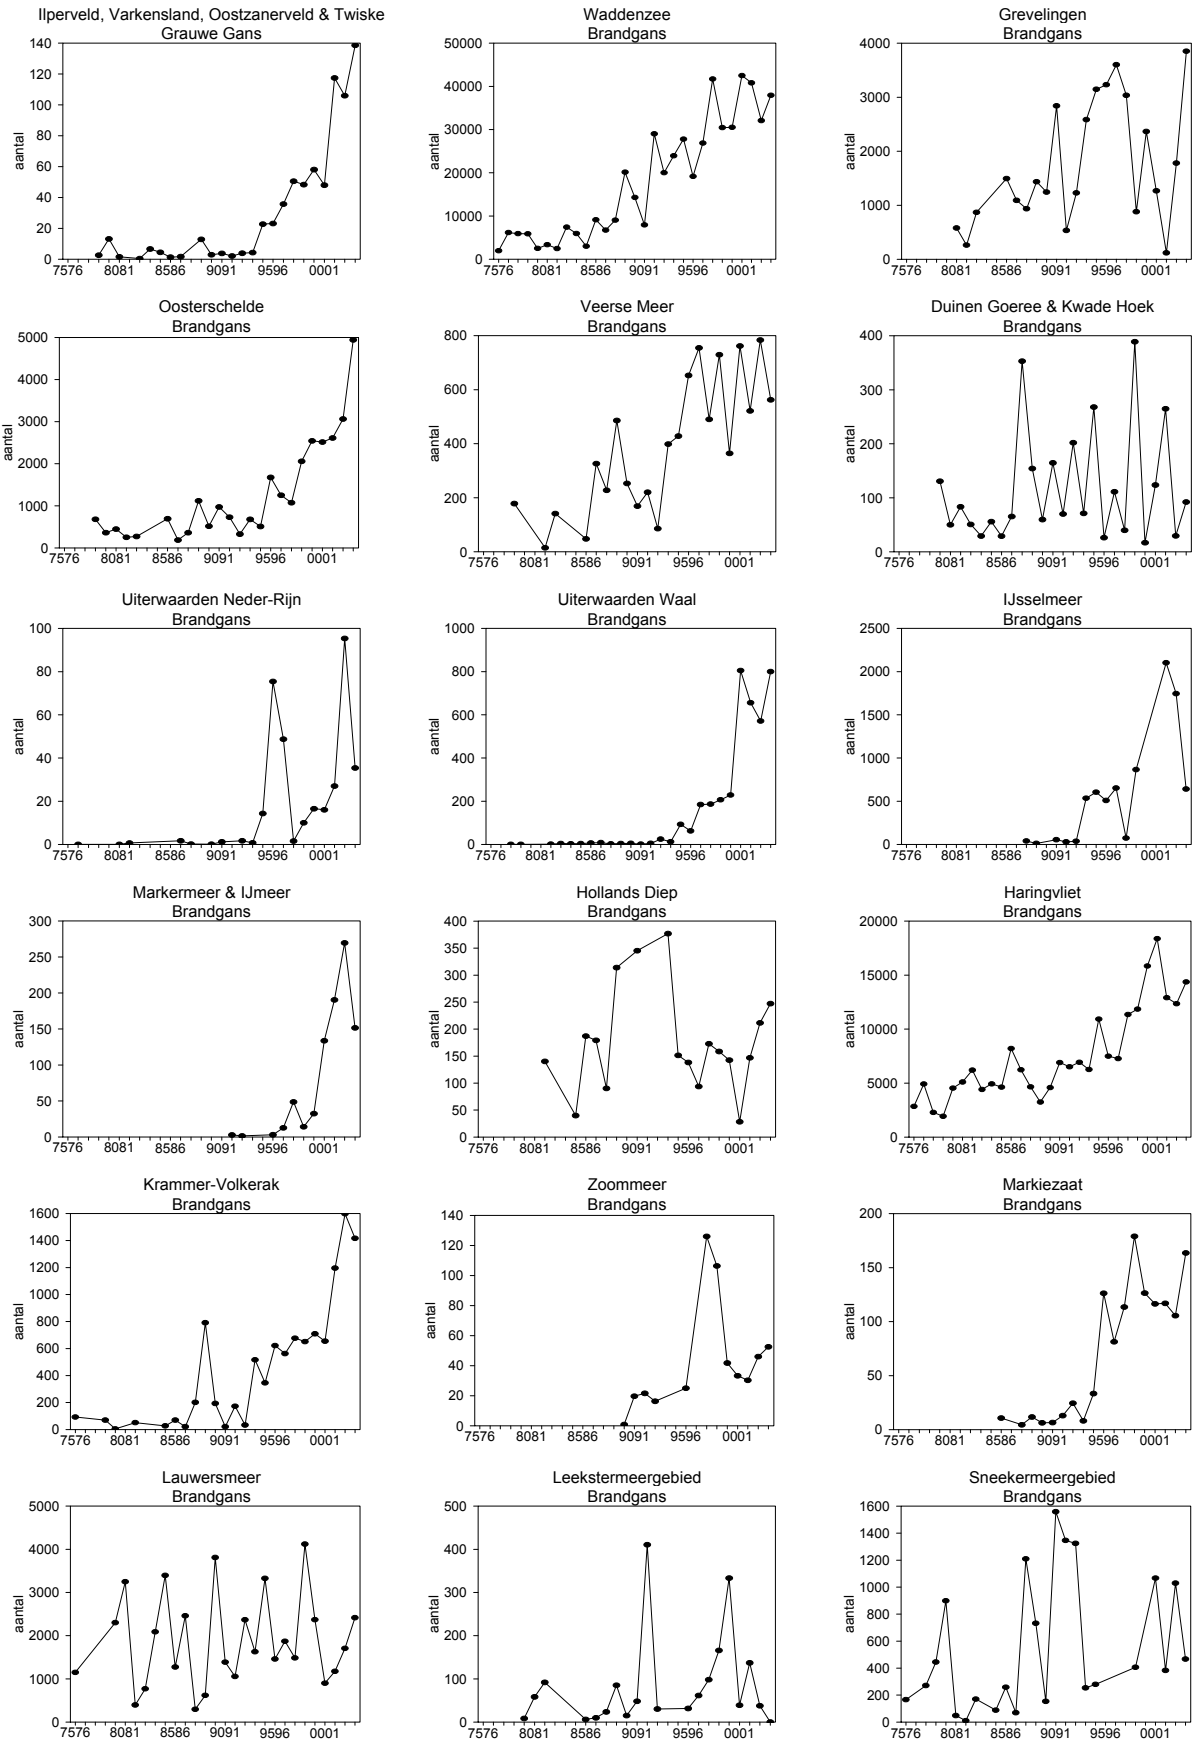 Ilperveld, Varkensland, Oostzanerveld & Twiske
Grauwe Gans
140
120
100
80
60
40
20
0
aantal
7576 8081 8586 9091 9596 0001
Waddenzee
Brandgans
50000
40000
30000
20000
10000
0
aantal
7576 8081 8586 9091 9596 0001
Grevelingen
Brandgans
4000
3000
2000
1000
0
aantal
7576 8081 8586 9091 9596 0001
Oosterschelde
Brandgans
5000
4000
3000
2000
1000
0
aantal
7576 8081 8586 9091 9596 0001
Veerse Meer
Brandgans
800
600
400
200
0
aantal
7576 8081 8586 9091 9596 0001
Duinen Goeree & Kwade Hoek
Brandgans
400
300
200
100
0
aantal
7576 8081 8586 9091 9596 0001
Uiterwaarden Neder-Rijn
Brandgans
100
80
60
40
20
0
aantal
7576 8081 8586 9091 9596 0001
Uiterwaarden Waal
Brandgans
1000
800
600
400
200
0
aantal
7576 8081 8586 9091 9596 0001
IJsselmeer
Brandgans
2500
2000
1500
1000
500
0
aantal
7576 8081 8586 9091 9596 0001
Markermeer & IJmeer
Brandgans
300
250
200
150
100
50
0
aantal
7576 8081 8586 9091 9596 0001
Hollands Diep
Brandgans
400
350
300
250
200
150
100
50
0
aantal
7576 8081 8586 9091 9596 0001
Haringvliet
Brandgans
20000
15000
10000
5000
0
aantal
7576 8081 8586 9091 9596 0001
Krammer-Volkerak
Brandgans
1600
1400
1200
1000
800
600
400
200
0
aantal
7576 8081 8586 9091 9596 0001
Zoommeer
Brandgans
140
120
100
80
60
40
20
0
aantal
7576 8081 8586 9091 9596 0001
Markiezaat
Brandgans
200
150
100
50
0
aantal
7576 8081 8586 9091 9596 0001
Lauwersmeer
Brandgans
5000
4000
3000
2000
1000
0
aantal
7576 8081 8586 9091 9596 0001
Leekstermeergebied
Brandgans
500
400
300
200
100
0
aantal
7576 8081 8586 9091 9596 0001
Sneekermeergebied
Brandgans
1600
1400
1200
1000
800
600
400
200
0
aantal
7576 8081 8586 9091 9596 0001